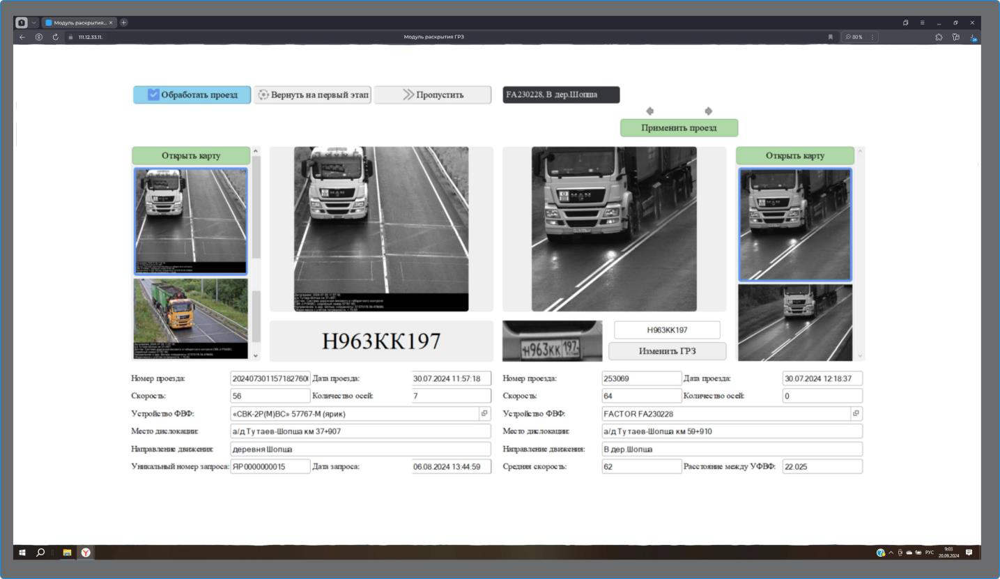 1
Модуль раскрытия...
111.12.33.11.
Модуль раскрытия ГРЗ
80%
24
Обработать проезд
Вернуть на первый этап
Пропустить
FA230228, В дер.Шопша
Применить проезд
Открыть карту
Открыть карту
MAN
Н963КК197
Н963КК 197
Н963КК197
Изменить ГРЗ
Номер проезда:
202407301157182760
Дата проезда:
30.07.2024 11:57:18
Скорость:
56
Количество осей:
7
Устройство ФВФ:
«СВК-2Р(М)ВС» 57767-М (ярик)
Место дислокации:
а/д Тутаев-Шопша км 37+907
Направление движения:
деревня Шопша
Уникальный номер запроса:
ЯР0000000015
Дата запроса:
06.08.2024 13:44:59
Номер проезда:
253069
Дата проезда:
30.07.2024 12:18:37
Скорость:
64
Количество осей:
0
Устройство ФВФ:
FACTOR FA230228
Место дислокации:
а/д Тутаев-Шопша км 59+910
Направление движения:
В дер.Шопша
Средняя скорость:
62
Расстояние между УФВФ:
22.025
РУС
9:03
20.09.2024